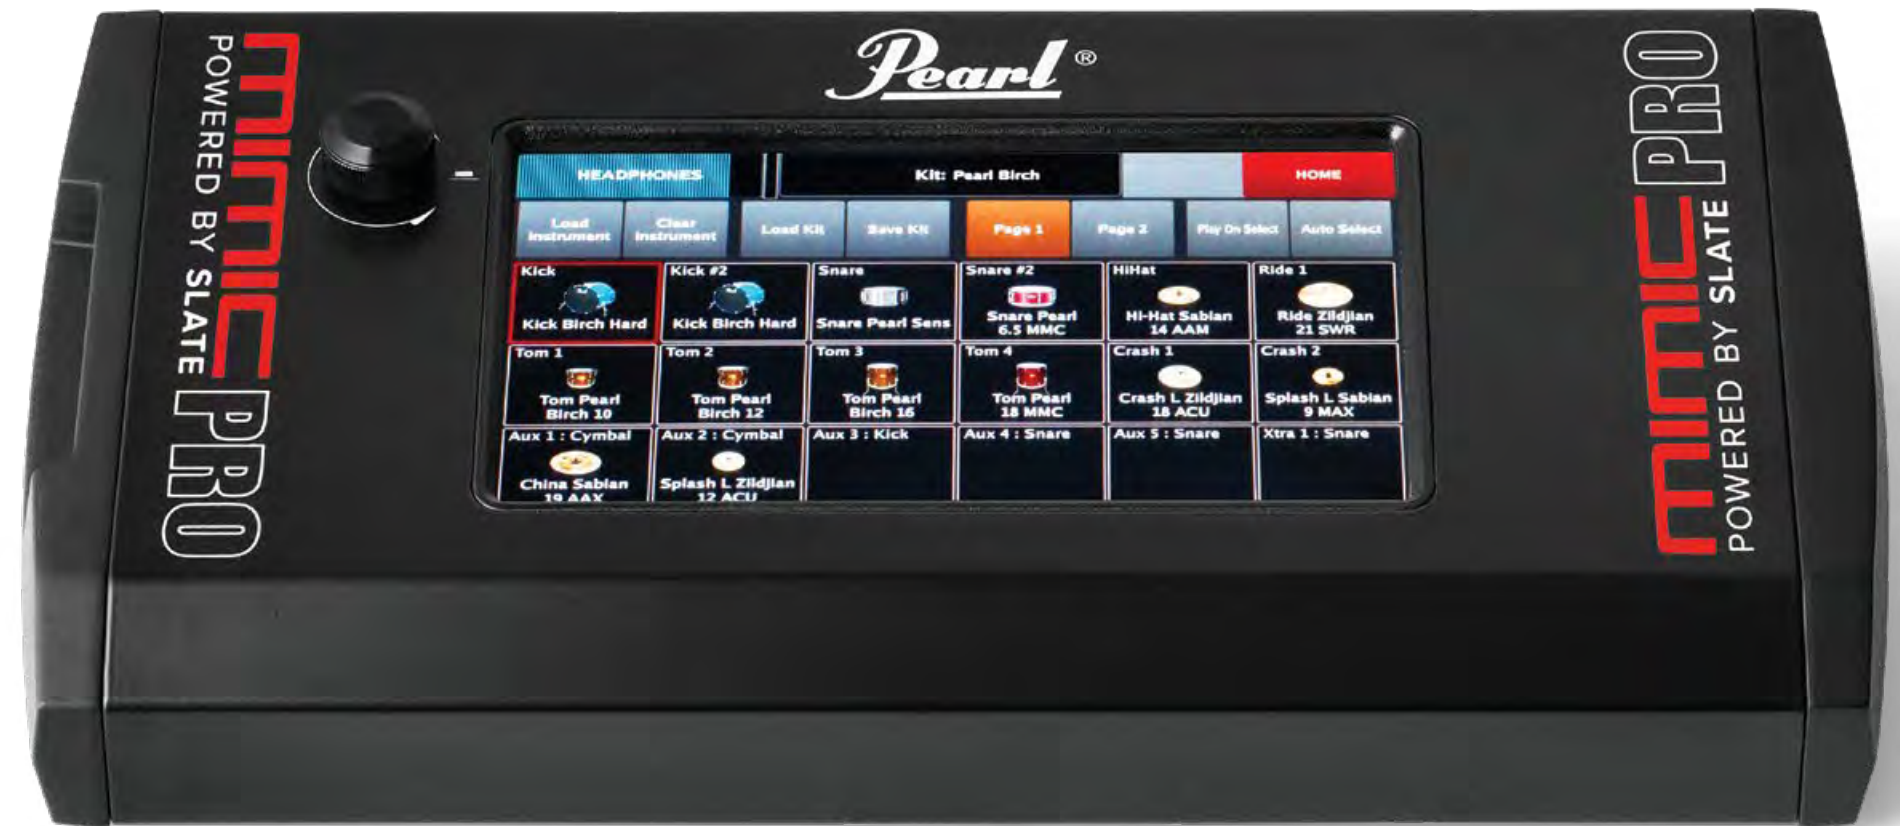 Pearl ®
MIMIC PRO
POWERED BY SLATE
HEADPHONES
Kit: Pearl Birch
HOME
Load
Instrument
Clear
Instrument
Load Kit
Save Kit
Page 1
Page 2
Play On Select
Auto Select
Kick
Kick Birch Hard
Kick #2
Kick Birch Hard
Snare
Snare Pearl Sens
Snare #2
Snare Pearl
6.5 MMC
HiHat
Hi-Hat Sabian
14 AAM
Ride 1
Ride Zildjian
21 SWR
Tom 1
Tom Pearl
Birch 10
Tom 2
Tom Pearl
Birch 12
Tom 3
Tom Pearl
Birch 16
Tom 4
Tom Pearl
18 MMC
Crash 1
Crash L Zildjian
18 ACU
Crash 2
Splash L Sabian
9 MAX
Aux 1 : Cymbal
China Sabian
19 AAX
Aux 2 : Cymbal
Splash L Zildjian
12 ACU
Aux 3 : Kick
Aux 4 : Snare
Aux 5 : Snare
Xtra 1 : Snare
MIMIC PRO
POWERED BY SLATE